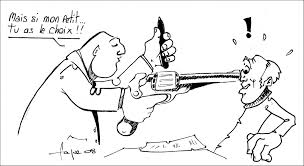 Mais si mon petit...
tu as le choix !!
!